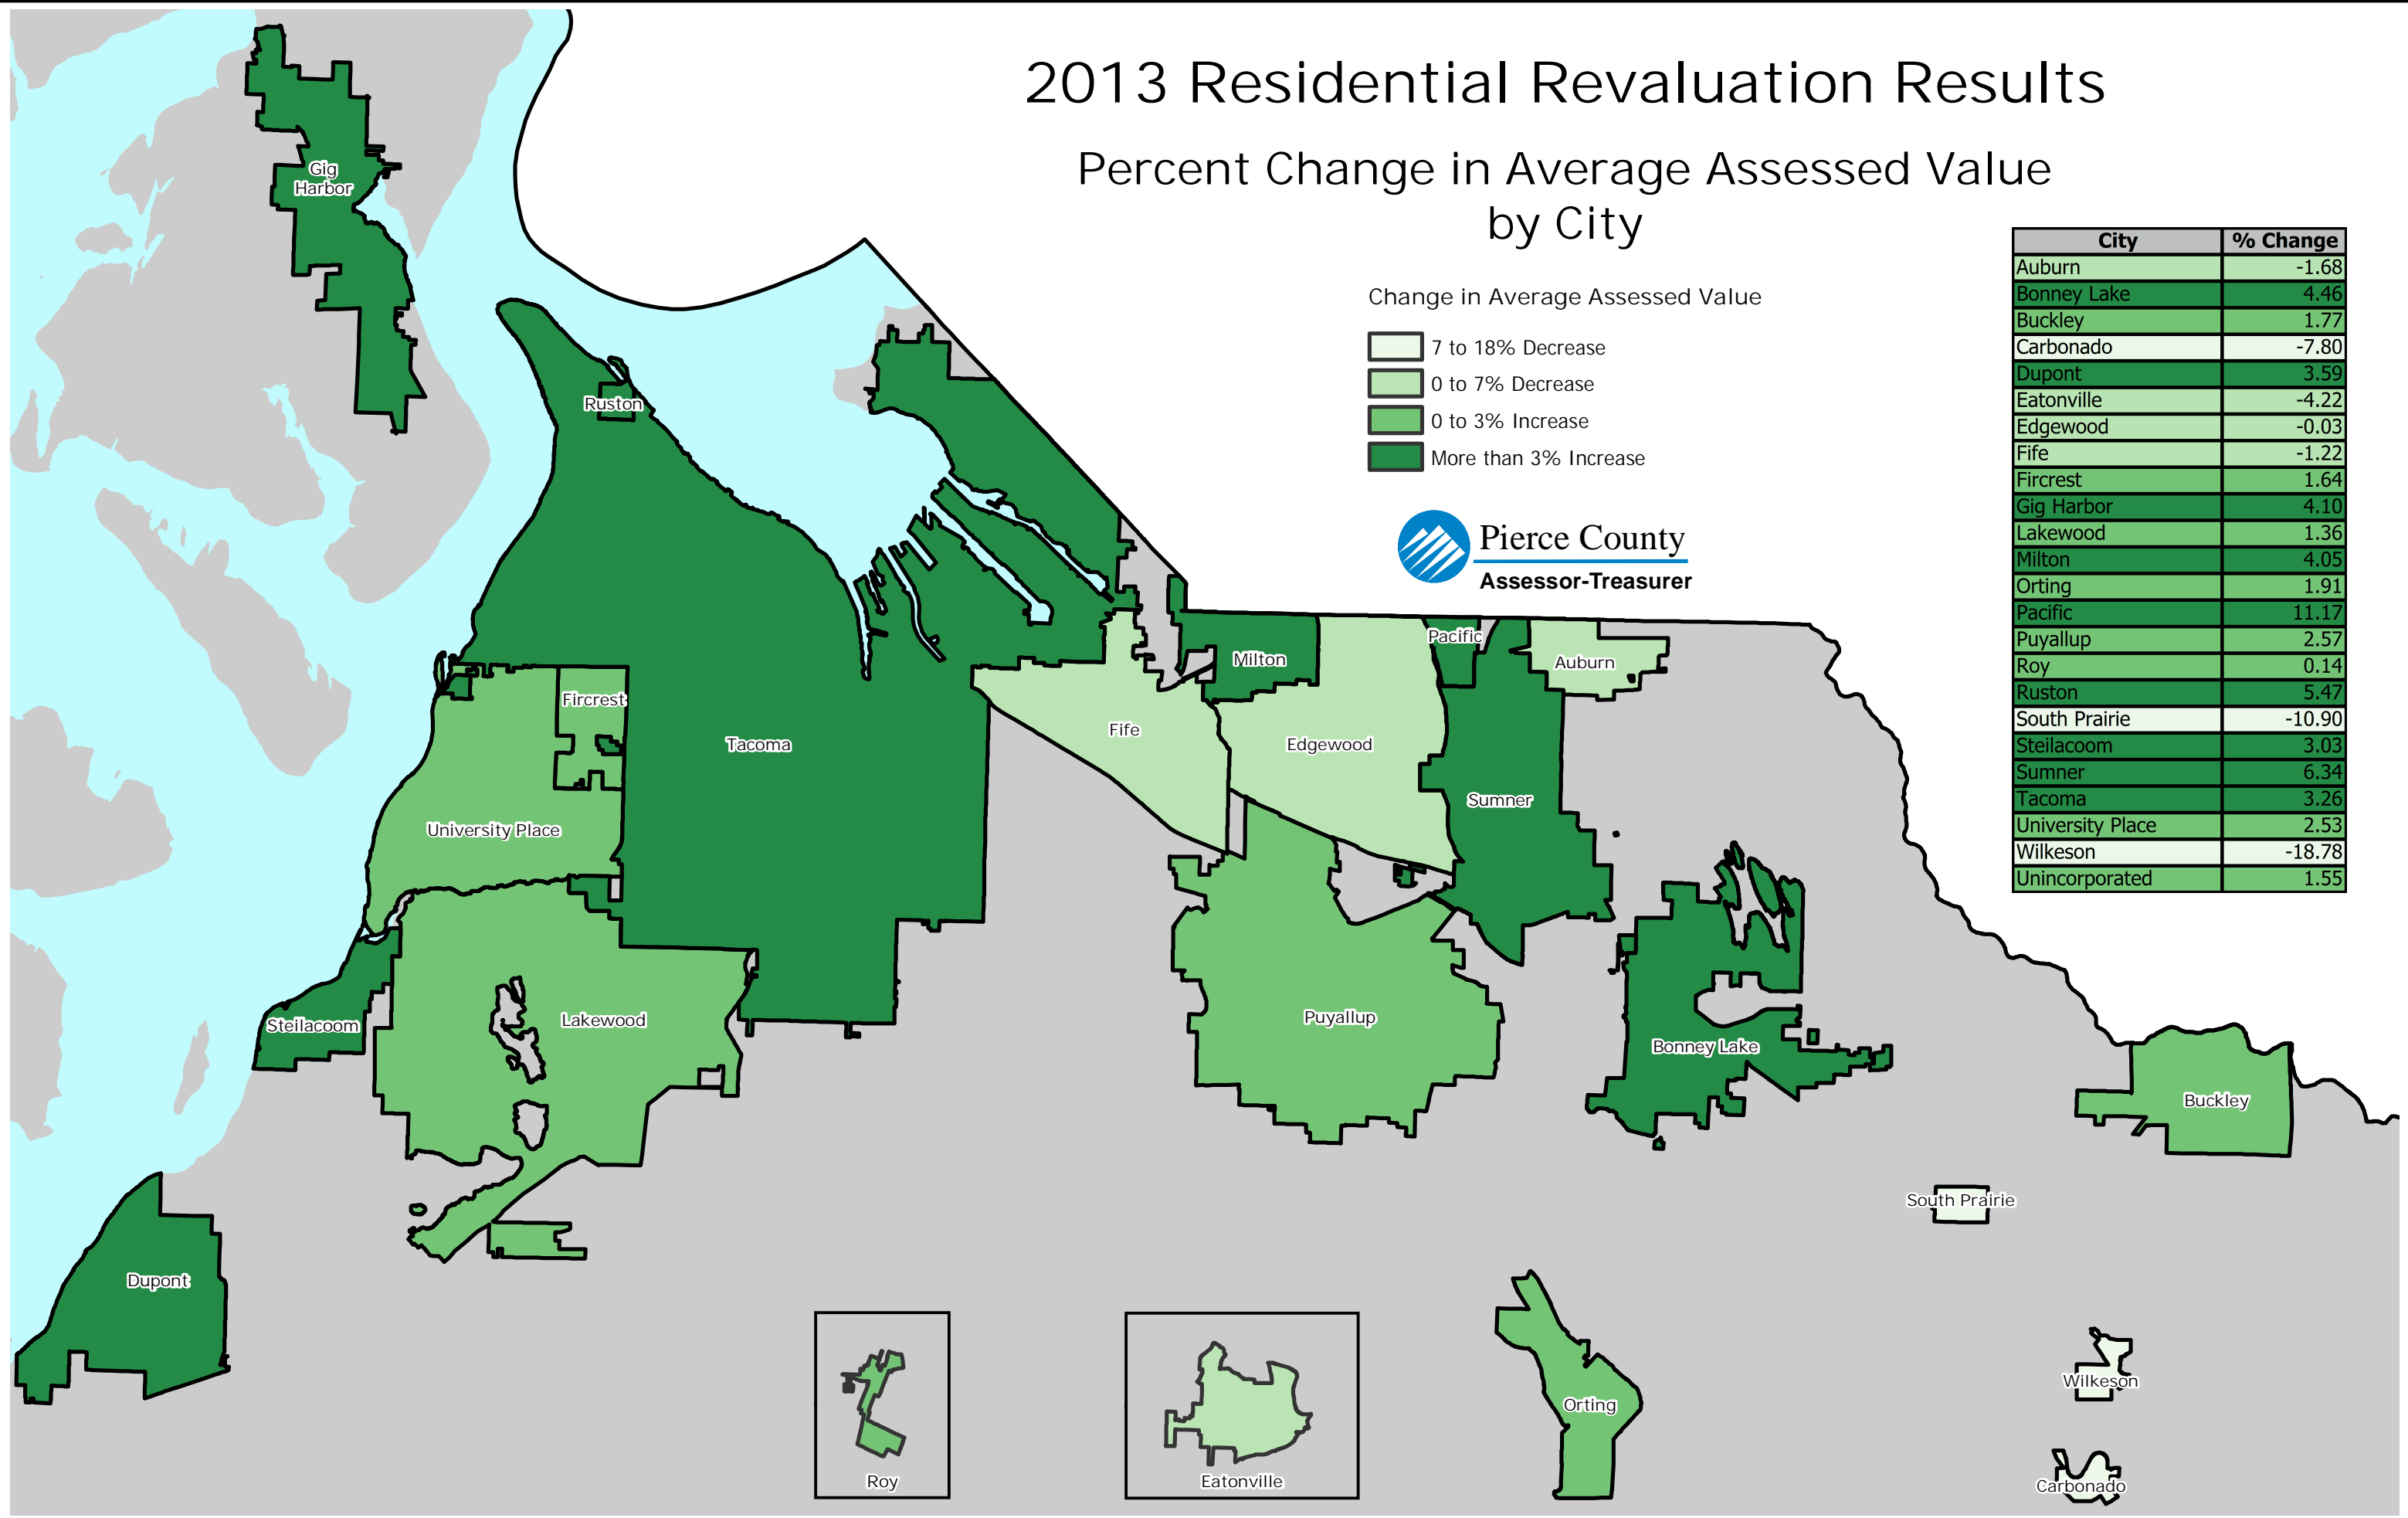 2013 Residential Revaluation Results
Percent Change in Average Assessed Value
by City
Change in Average Assessed Value
7 to 18% Decrease
0 to 7% Decrease
0 to 3% Increase
More than 3% Increase
Pierce County
Assessor-Treasurer
City % Change
Auburn -1.68
Bonney Lake 4.46
Buckley 1.77
Carbonado -7.80
Dupont 3.59
Eatonville -4.22
Edgewood -0.03
Fife -1.22
Fircrest 1.64
Gig Harbor 4.10
Lakewood 1.36
Milton 4.05
Orting 1.91
Pacific 11.17
Puyallup 2.57
Roy 0.14
Ruston 5.47
South Prairie -10.90
Steilacoom 3.03
Sumner 6.34
Tacoma 3.26
University Place 2.53
Wilkeson -18.78
Unincorporated 1.55
Gig
Harbor
Ruston
Pacific
Milton
Auburn
Fircrest
Fife
Tacoma
Edgewood
Sumner
University Place
Puyallup
Lakewood
Steilacoom
Bonney Lake
Buckley
South Prairie
Dupont
Wilkeson
Orting
Roy
Eatonville
Carbonado